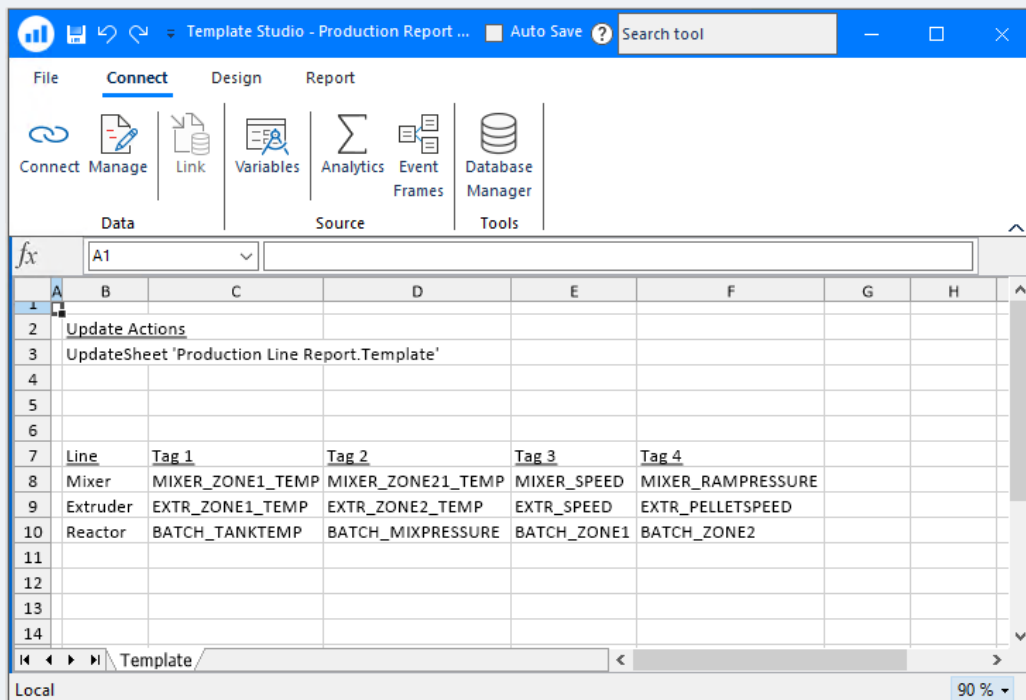 Template Studio - Production Report ... Auto Save ? Search tool
File Connect Design Report
Connect Manage Link Variables Analytics Event Frames Database Manager
Data Source Tools
fx A1
A B C D E F G H
1
2 Update Actions
3 UpdateSheet 'Production Line Report.Template'
4
5
6
7 Line Tag 1 Tag 2 Tag 3 Tag 4
8 Mixer MIXER_ZONE1_TEMP MIXER_ZONE21_TEMP MIXER_SPEED MIXER_RAMPRESSURE
9 Extruder EXTR_ZONE1_TEMP EXTR_ZONE2_TEMP EXTR_SPEED EXTR_PELLETSPEED
10 Reactor BATCH_TANKTEMP BATCH_MIXPRESSURE BATCH_ZONE1 BATCH_ZONE2
11
12
13
14
Template
Local 90 %